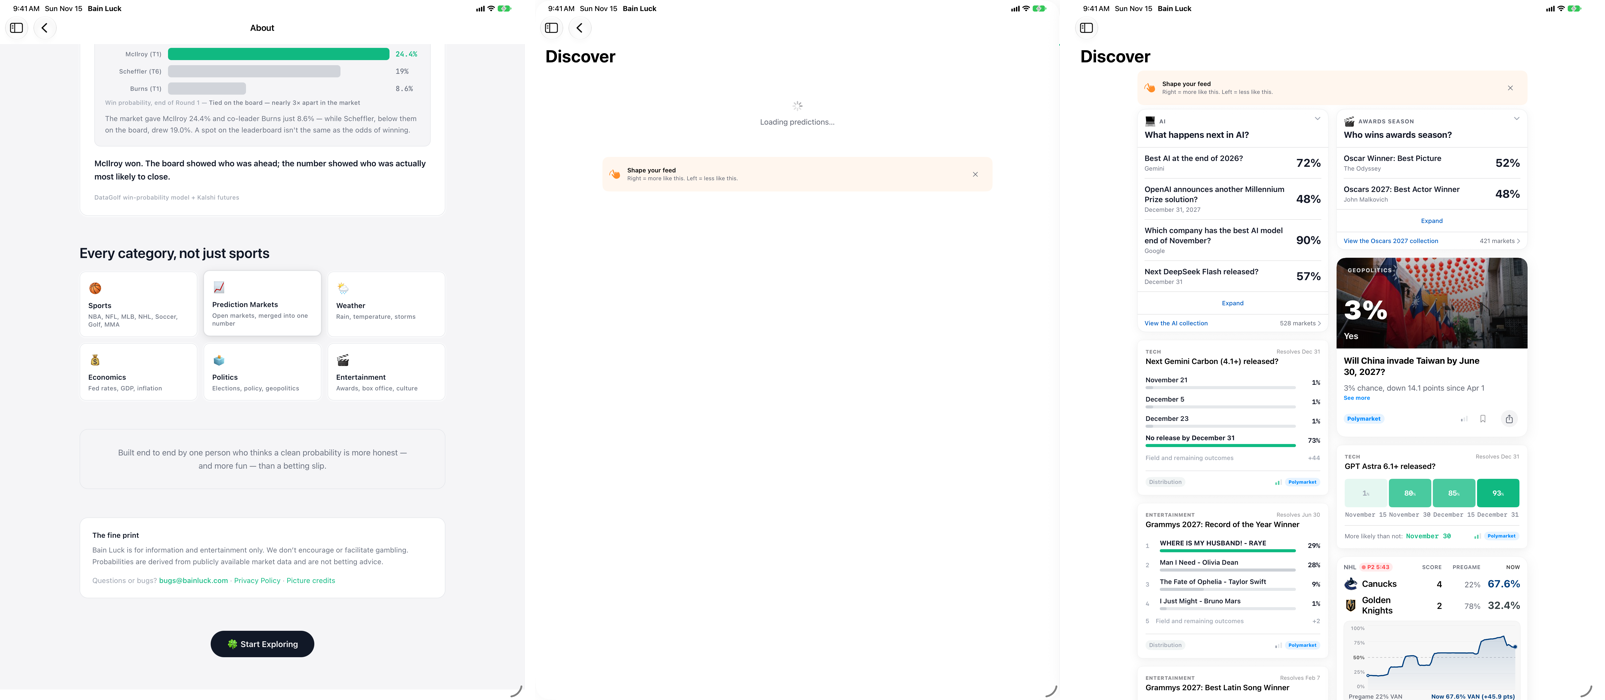 9:41 AM Sun Nov 15 Bain Luck
About
McIlroy (T1) 24.4%
Scheffler (T6) 19%
Burns (T1) 8.6%
Win probability, end of Round 1 — Tied on the board — nearly 3x apart in the market
The market gave McIlroy 24.4% and co-leader Burns just 8.6% — while Scheffler, below them
on the board, drew 19.0%. A spot on the leaderboard isn't the same as the odds of winning.
McIlroy won. The board showed who was ahead; the number showed who was actually
most likely to close.
DataGolf win-probability model + Kalshi futures
Every category, not just sports
Sports
NBA, NFL, MLB, NHL, Soccer,
Golf, MMA
Prediction Markets
Open markets, merged into one
number
Weather
Rain, temperature, storms
Economics
Fed rates, GDP, inflation
Politics
Elections, policy, geopolitics
Entertainment
Awards, box office, culture
Built end to end by one person who thinks a clean probability is more honest —
and more fun — than a betting slip.
The fine print
Bain Luck is for information and entertainment only. We don't encourage or facilitate gambling.
Probabilities are derived from publicly available market data and are not betting advice.
Questions or bugs? bugs@bainluck.com · Privacy Policy · Picture credits
Start Exploring
9:41 AM Sun Nov 15 Bain Luck
Discover
Loading predictions...
Shape your feed
Right = more like this. Left = less like this.
9:41 AM Sun Nov 15 Bain Luck
Discover
Shape your feed
Right = more like this. Left = less like this.
AI
What happens next in AI?
Best AI at the end of 2026?
Gemini
72%
OpenAI announces another Millennium
Prize solution?
December 31, 2027
48%
Which company has the best AI model
end of November?
Google
90%
Next DeepSeek Flash released?
December 31
57%
Expand
View the AI collection 528 markets
TECH Resolves Dec 31
Next Gemini Carbon (4.1+) released?
November 21 1%
December 5 1%
December 23 1%
No release by December 31 73%
Field and remaining outcomes +44
Distribution Polymarket
ENTERTAINMENT Resolves Jun 30
Grammys 2027: Record of the Year Winner
1 WHERE IS MY HUSBAND! - RAYE 29%
2 Man I Need - Olivia Dean 28%
3 The Fate of Ophelia - Taylor Swift 9%
4 I Just Might - Bruno Mars 1%
5 Field and remaining outcomes +2
Distribution Polymarket
ENTERTAINMENT Resolves Feb 7
Grammys 2027: Best Latin Song Winner
AWARDS SEASON
Who wins awards season?
Oscar Winner: Best Picture
The Odyssey
52%
Oscars 2027: Best Actor Winner
John Malkovich
48%
Expand
View the Oscars 2027 collection 421 markets
GEOPOLITICS
3%
Yes
Will China invade Taiwan by June
30, 2027?
3% chance, down 14.1 points since Apr 1
See more
Polymarket
TECH Resolves Dec 31
GPT Astra 6.1+ released?
1% 80% 85% 93%
November 15 November 30 December 15 December 31
More likely than not: November 30 Polymarket
NHL P2 5:43 SCORE PREGAME NOW
Canucks 4 22% 67.6%
Golden
Knights
2 78% 32.4%
100%
75%
50%
25%
0%
Pregame 22% VAN Now 67.6% VAN (+45.9 pts)